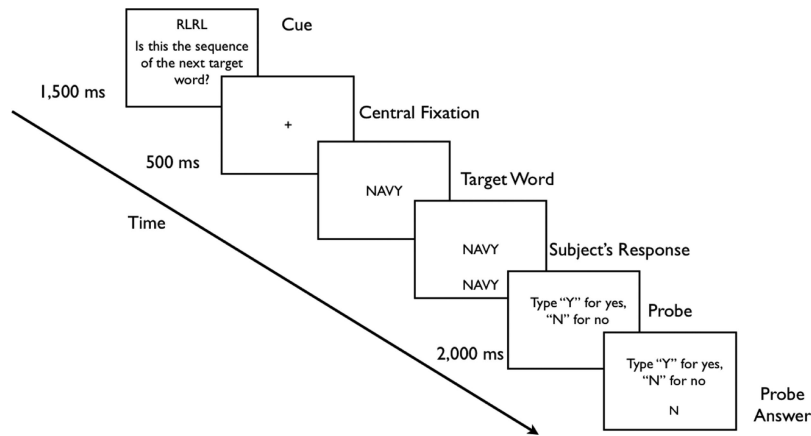 RLRL
Is this the sequence
of the next target
word?
Cue
1,500 ms
+
Central Fixation
500 ms
NAVY
Target Word
Time
NAVY
NAVY
Subject's Response
Type “Y” for yes,
“N” for no
Probe
2,000 ms
Type “Y” for yes,
“N” for no
N
Probe
Answer